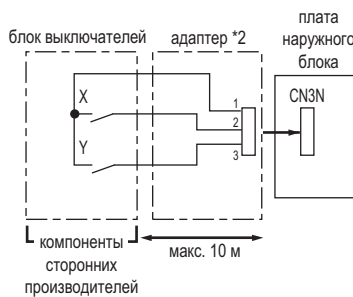 плата
наружного
блока
блок выключателей
адаптер *2
CN3N
X
1
2
Y
3
компоненты
сторонних
производителей
макс. 10 м